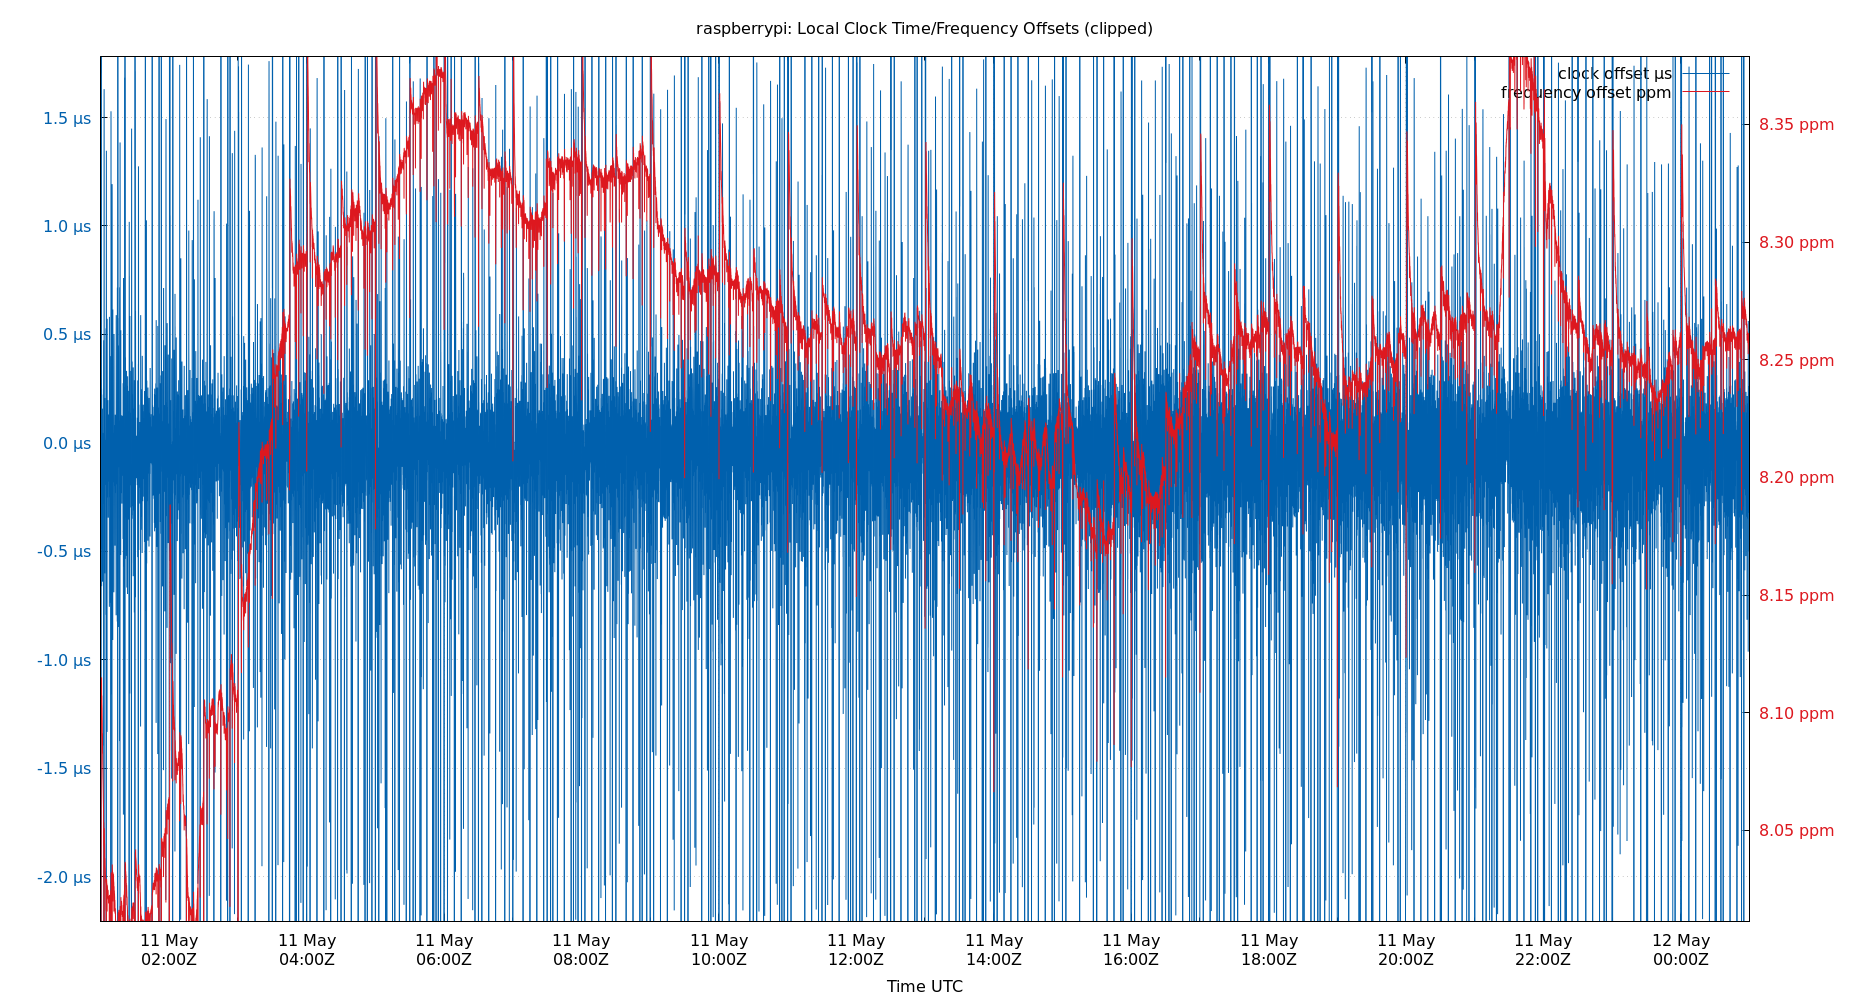 raspberrypi: Local Clock Time/Frequency Offsets (clipped)
clock offset µs
frequency offset ppm
1.5 µs
1.0 µs
0.5 µs
0.0 µs
-0.5 µs
-1.0 µs
-1.5 µs
-2.0 µs
8.35 ppm
8.30 ppm
8.25 ppm
8.20 ppm
8.15 ppm
8.10 ppm
8.05 ppm
11 May 11 May 11 May 11 May 11 May 11 May 11 May 11 May 11 May 11 May 11 May 12 May
02:00Z 04:00Z 06:00Z 08:00Z 10:00Z 12:00Z 14:00Z 16:00Z 18:00Z 20:00Z 22:00Z 00:00Z
Time UTC